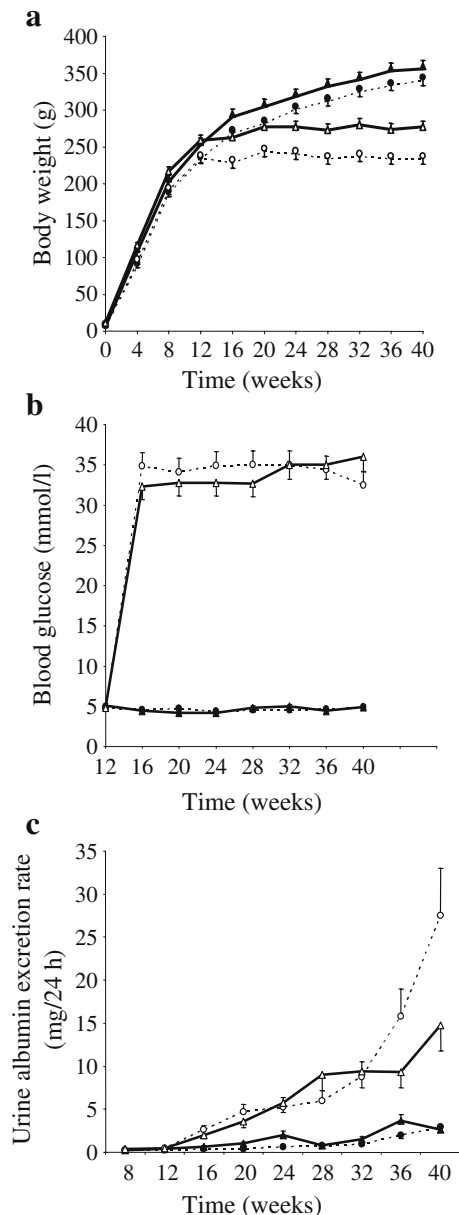 a
400
350
300
250
200
150
100
50
0
Body weight (g)
0 4 8 12 16 20 24 28 32 36 40
Time (weeks)
b
40
35
30
25
20
15
10
5
0
Blood glucose (mmol/l)
12 16 20 24 28 32 36 40
Time (weeks)
c
35
30
25
20
15
10
5
0
Urine albumin excretion rate
(mg/24 h)
8 12 16 20 24 28 32 36 40
Time (weeks)